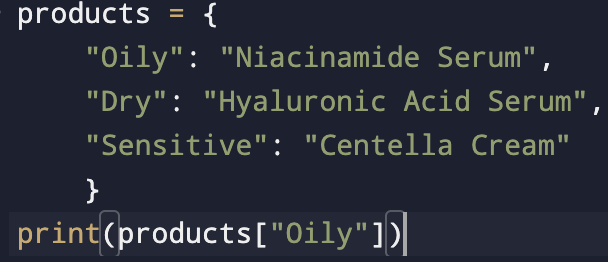 products = {
    "Oily": "Niacinamide Serum",
    "Dry": "Hyaluronic Acid Serum",
    "Sensitive": "Centella Cream"
    }
print(products["Oily"])